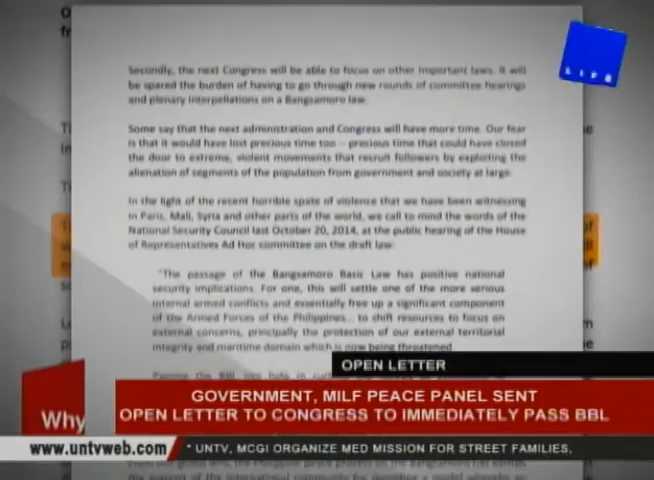 Secondly, the next Congress will be able to focus on other important laws. It will
be spared the burden of having to go through new rounds of committee hearings
and plenary interpellations on a Bangsamoro law.
Some say that the next administration and Congress will have more time. Our fear
is that it would have lost precious time too -- precious time that could have closed
the door to extreme, violent movements that recruit followers by exploiting the
alienation of segments of the population from government and society at large.
In the light of the recent horrible spate of violence that we have been witnessing
in Paris, Mali, Syria and other parts of the world, we call to mind the words of the
National Security Council last October 20, 2014, at the public hearing of the House
of Representatives Ad Hoc committee on the draft law:
"The passage of the Bangsamoro Basic Law has positive national
security implications. For one, this will settle one of the more serious
internal armed conflicts and essentially free up a significant component
of the Armed Forces of the Philippines... to shift resources to focus on
external concerns, principally the protection of our external territorial
integrity and maritime domain which is now being threatened.
LIFE
OPEN LETTER
GOVERNMENT, MILF PEACE PANEL SENT
OPEN LETTER TO CONGRESS TO IMMEDIATELY PASS BBL
Why
www.untvweb.com * UNTV, MCGI ORGANIZE MED MISSION FOR STREET FAMILIES,